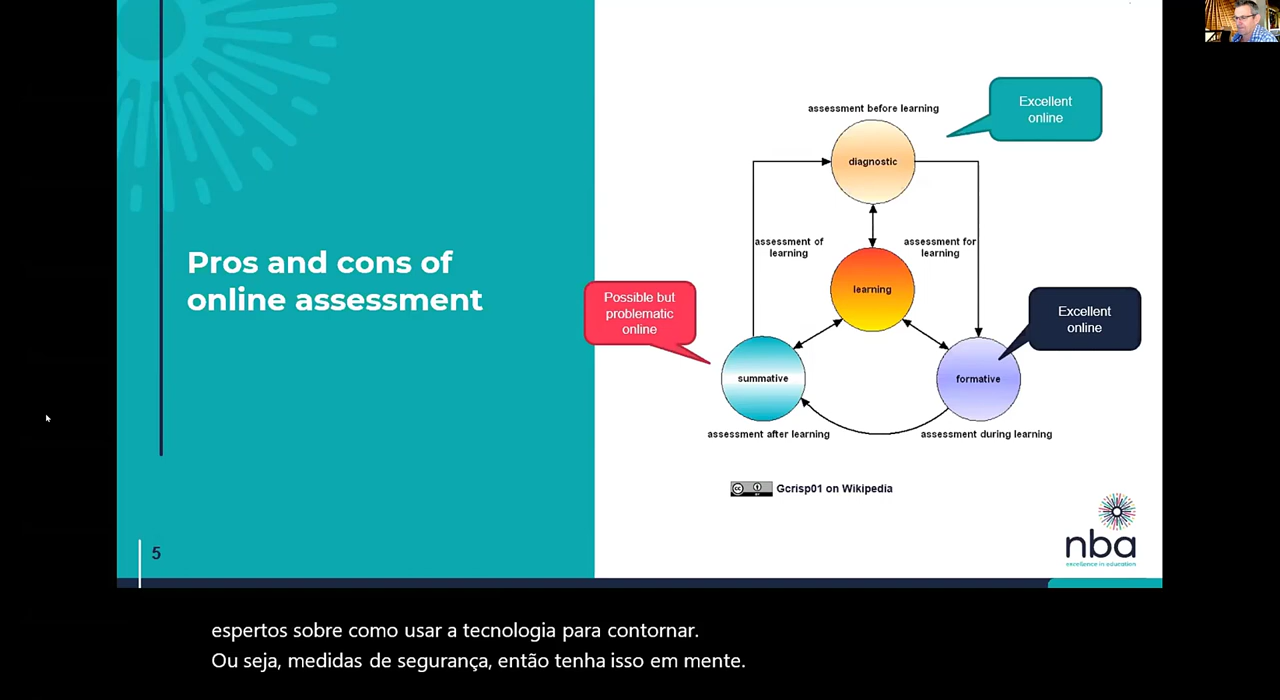 Pros and cons of
online assessment
5
assessment before learning
Excellent
online
diagnostic
assessment of
learning
assessment for
learning
learning
Possible but
problematic
online
Excellent
online
summative
formative
assessment after learning
assessment during learning
cc
BY
Gcrisp01 on Wikipedia
nba
excellence in education
espertos sobre como usar a tecnologia para contornar.
Ou seja, medidas de segurança, então tenha isso em mente.